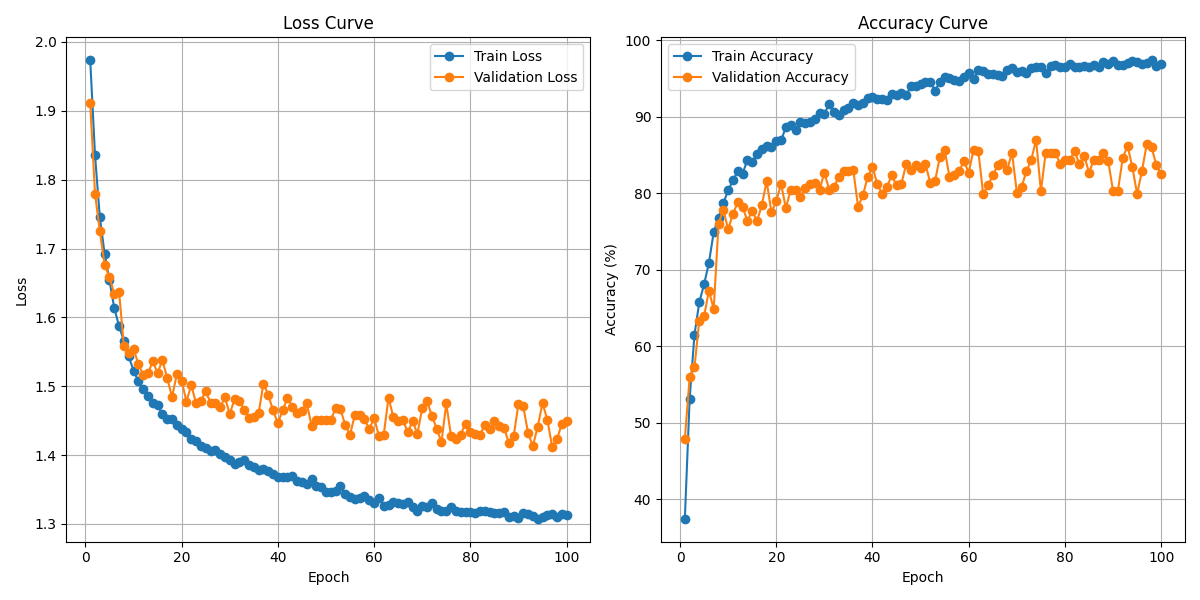 Loss Curve
2.0
1.9
1.8
1.7
1.6
1.5
1.4
1.3
Loss
Train Loss
Validation Loss
0 20 40 60 80 100
Epoch
Accuracy Curve
100
90
80
70
60
50
40
Accuracy (%)
Train Accuracy
Validation Accuracy
0 20 40 60 80 100
Epoch